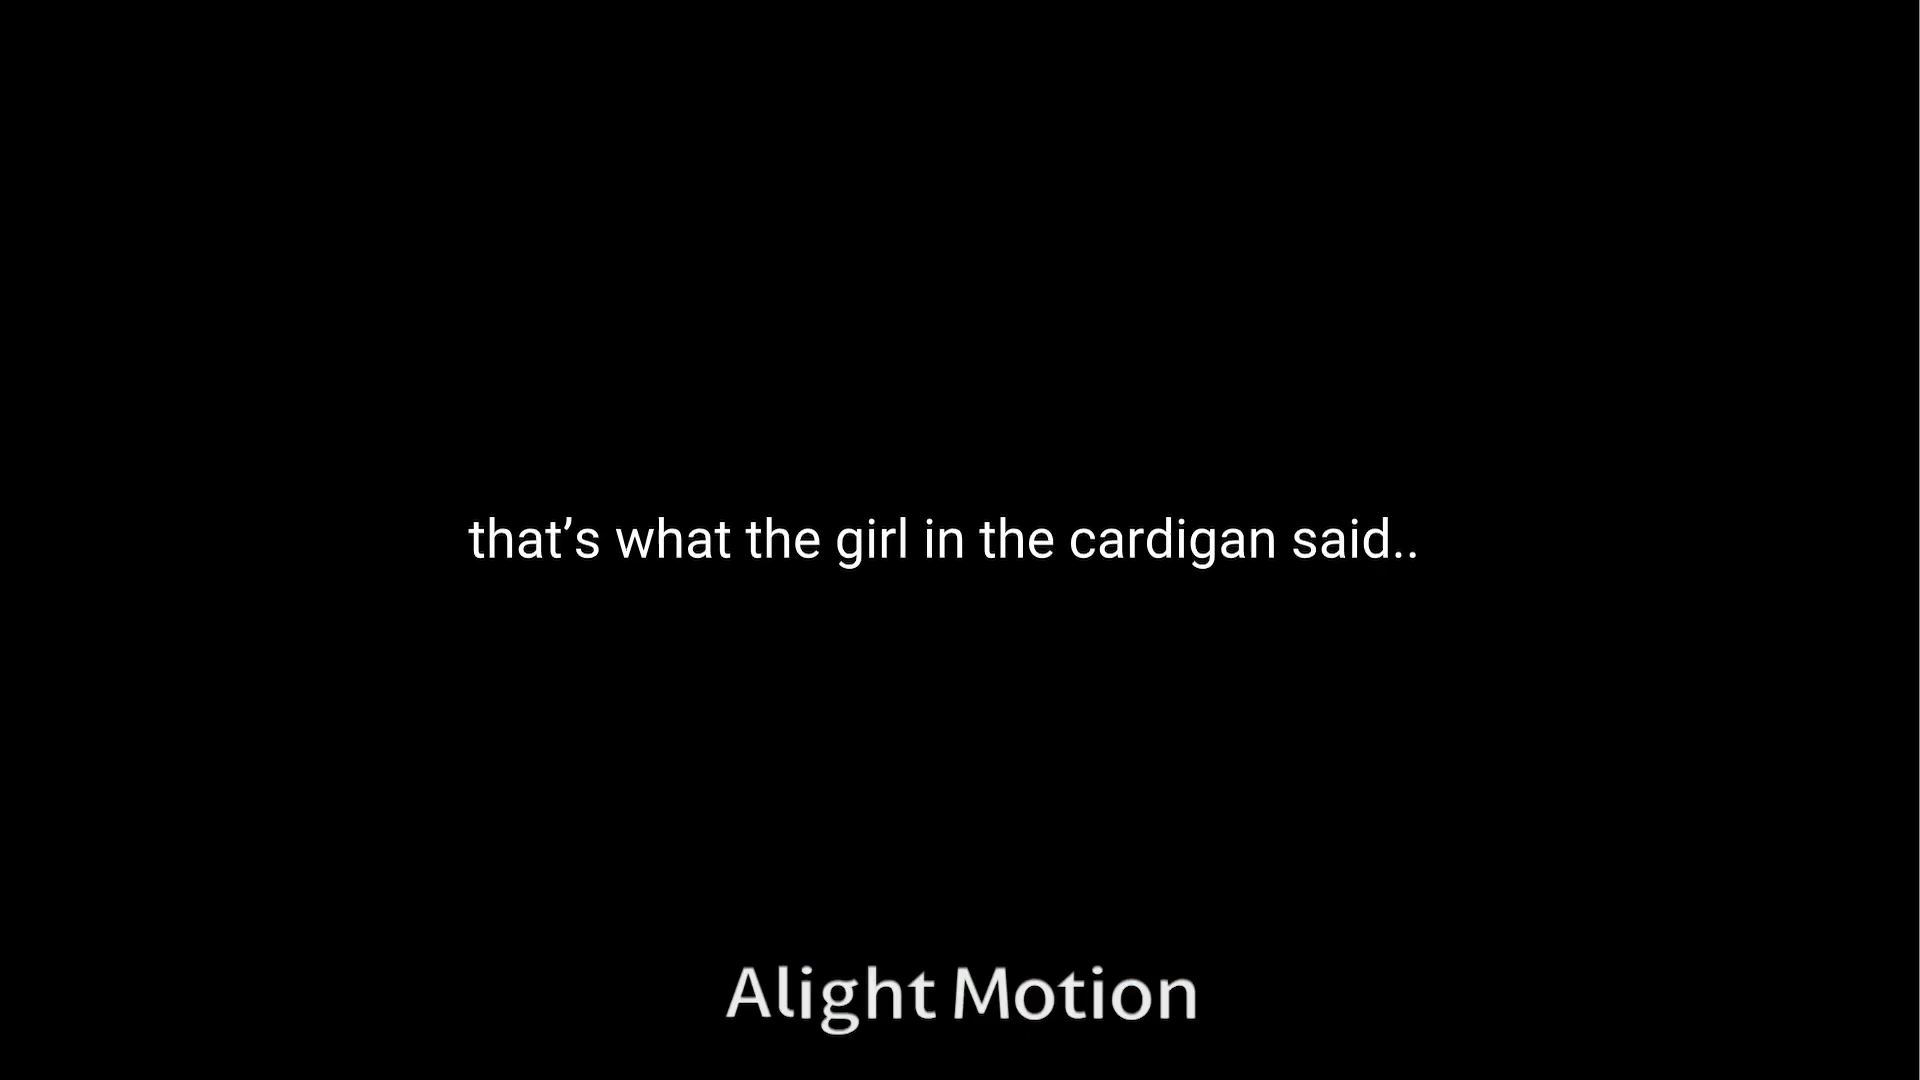 that’s what the girl in the cardigan said..
Alight Motion